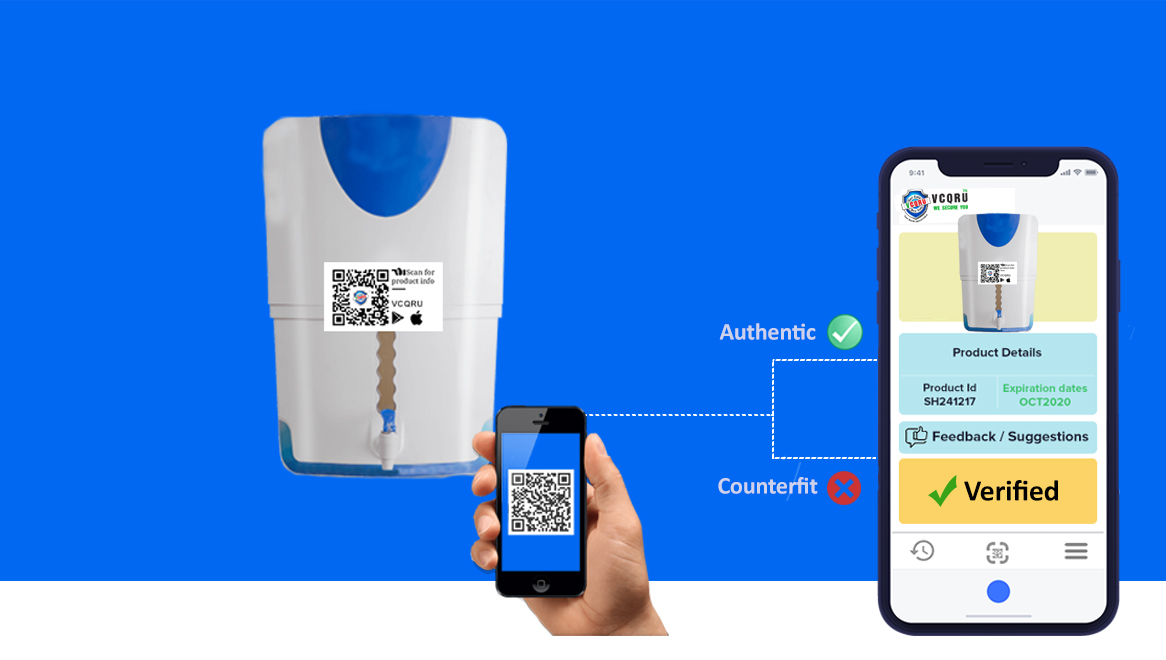 Scan for
product info
VCQRU
Authentic
Counterfit
9:41
VCQRU
WE SECURE YOU
Product Details
Product Id
SH241217
Expiration dates
OCT2020
Feedback / Suggestions
Verified